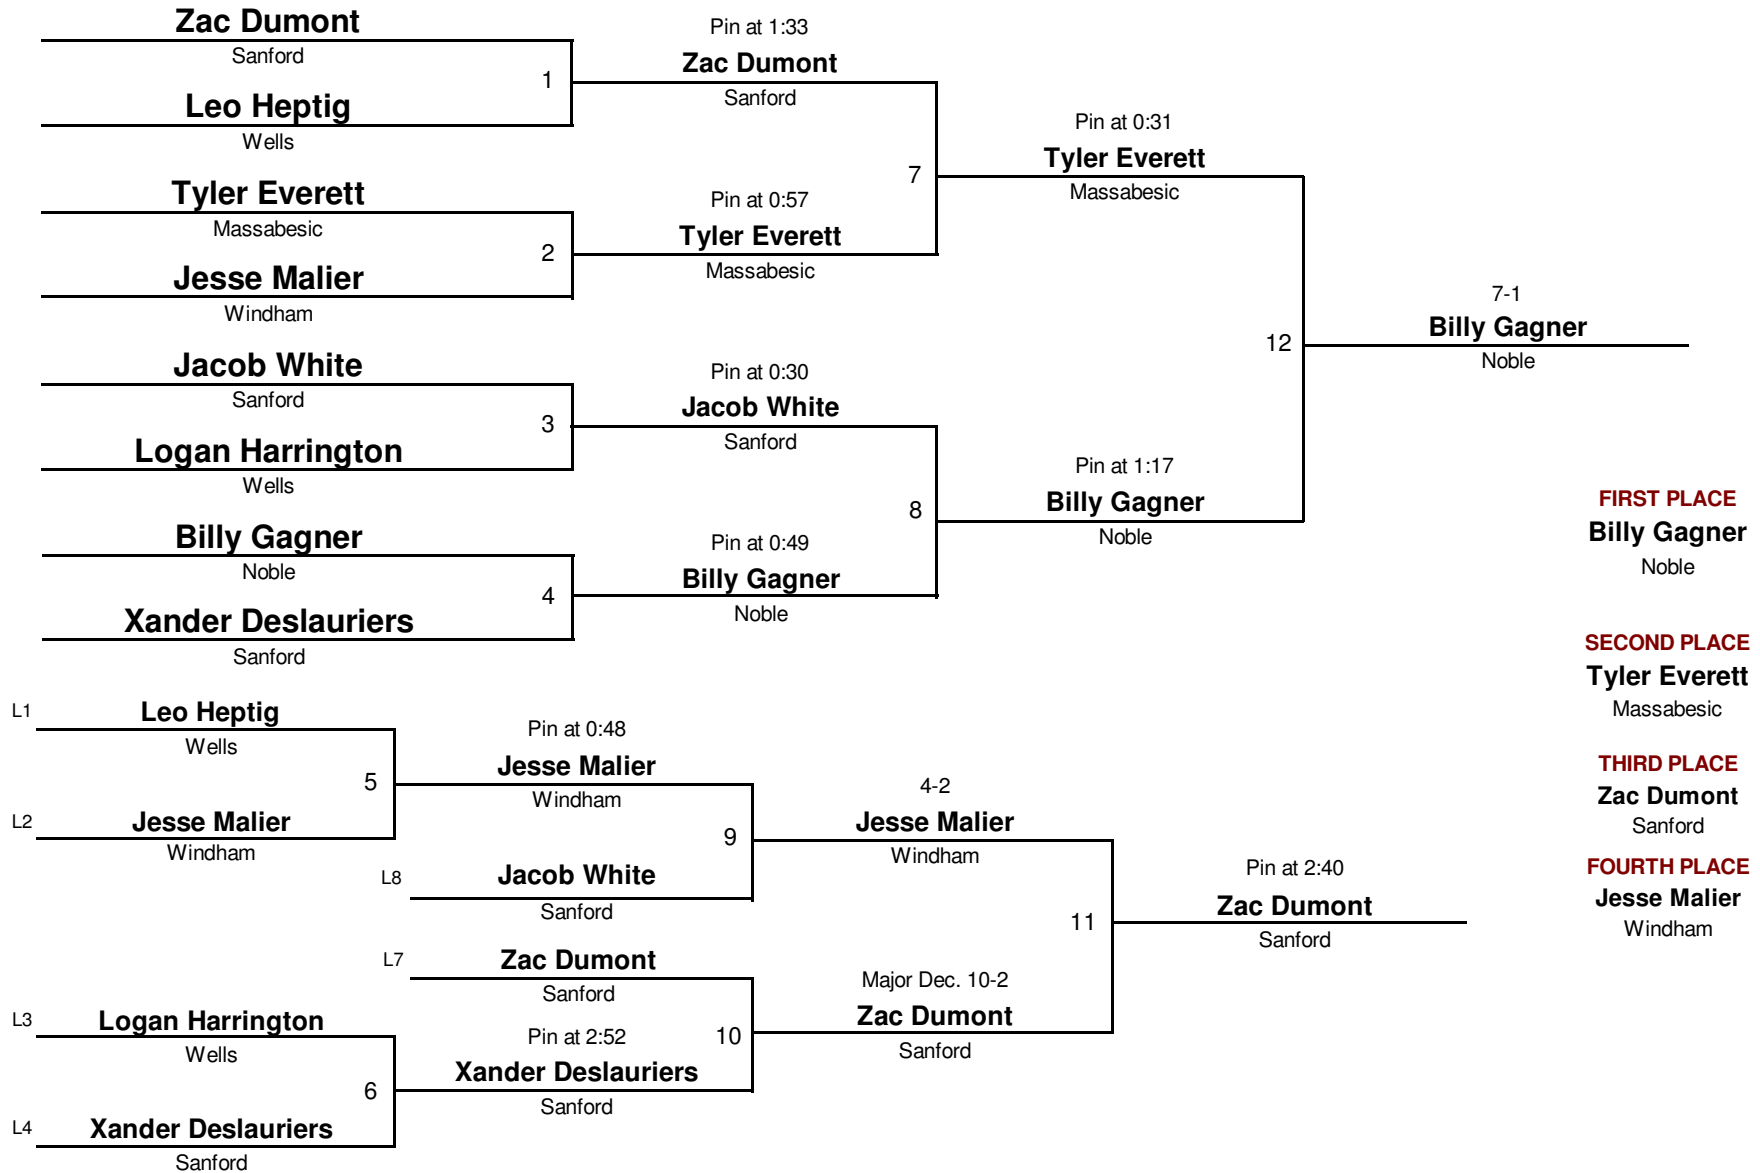 Zac Dumont
Sanford
1
Leo Heptig
Wells
Tyler Everett
Massabesic
2
Jesse Malier
Windham
Jacob White
Sanford
3
Logan Harrington
Wells
Billy Gagner
Noble
4
Xander Deslauriers
Sanford
Pin at 1:33
Zac Dumont
Sanford
7
Pin at 0:57
Tyler Everett
Massabesic
Pin at 0:30
Jacob White
Sanford
8
Pin at 0:49
Billy Gagner
Noble
Pin at 0:31
Tyler Everett
Massabesic
12
Pin at 1:17
Billy Gagner
Noble
7-1
Billy Gagner
Noble
L1
Leo Heptig
Wells
5
L2
Jesse Malier
Windham
L3
Logan Harrington
Wells
6
L4
Xander Deslauriers
Sanford
Pin at 0:48
Jesse Malier
Windham
9
L8
Jacob White
Sanford
L7
Zac Dumont
Sanford
10
Pin at 2:52
Xander Deslauriers
Sanford
4-2
Jesse Malier
Windham
11
Major Dec. 10-2
Zac Dumont
Sanford
Pin at 2:40
Zac Dumont
Sanford
FIRST PLACE
Billy Gagner
Noble
SECOND PLACE
Tyler Everett
Massabesic
THIRD PLACE
Zac Dumont
Sanford
FOURTH PLACE
Jesse Malier
Windham